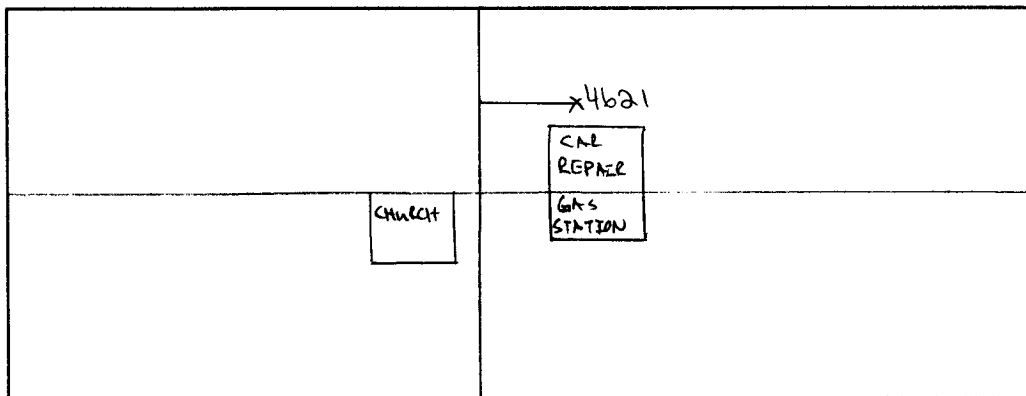 x4621
CAR
REPAIR
CHURCH
GAS
STATION